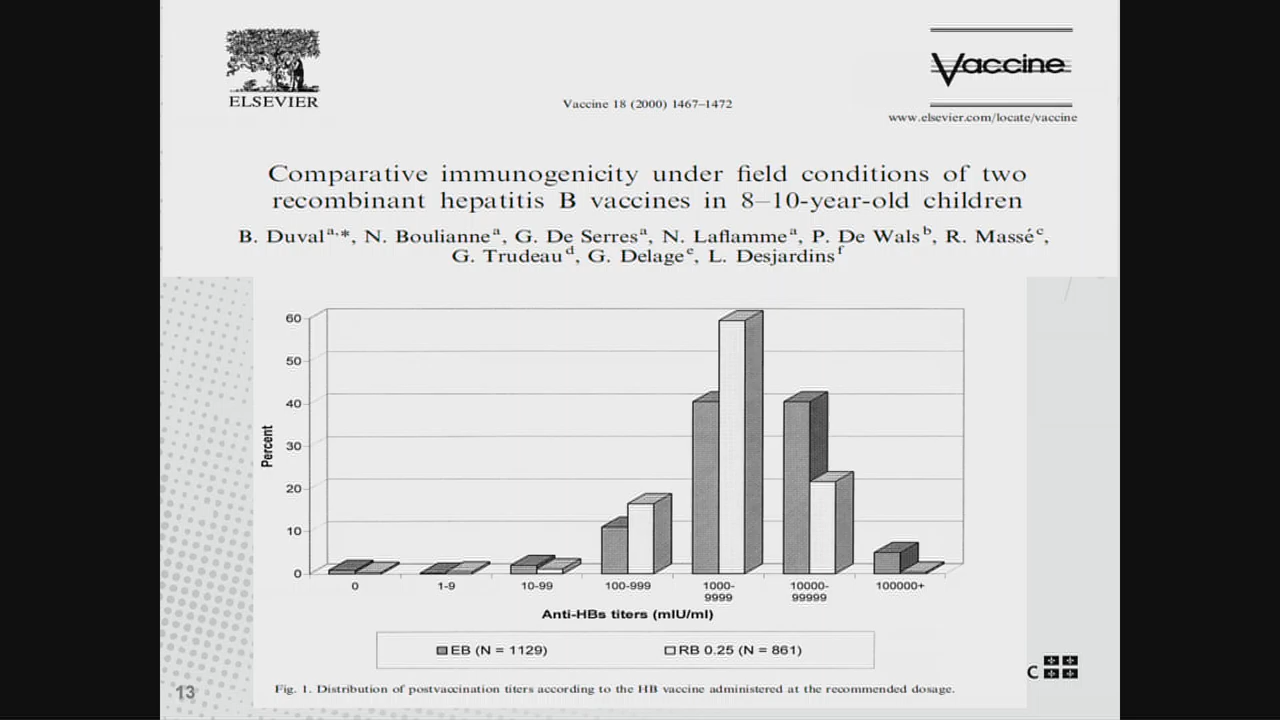 ELSEVIER
Vaccine
Vaccine 18 (2000) 1467–1472
www.elsevier.com/locate/vaccine
Comparative immunogenicity under field conditions of two
recombinant hepatitis B vaccines in 8–10-year-old children
B. Duval a,*, N. Boulianne a, G. De Serres a, N. Laflamme a, P. De Wals b, R. Massé c,
G. Trudeau d, G. Delage e, L. Desjardins f
60
50
40
30
20
10
0
Percent
0 1-9 10-99 100-999 1000-9999 10000-99999 100000+
Anti-HBs titers (mIU/ml)
EB (N = 1129) RB 0.25 (N = 861)
Fig. 1. Distribution of postvaccination titers according to the HB vaccine administered at the recommended dosage.
13
C